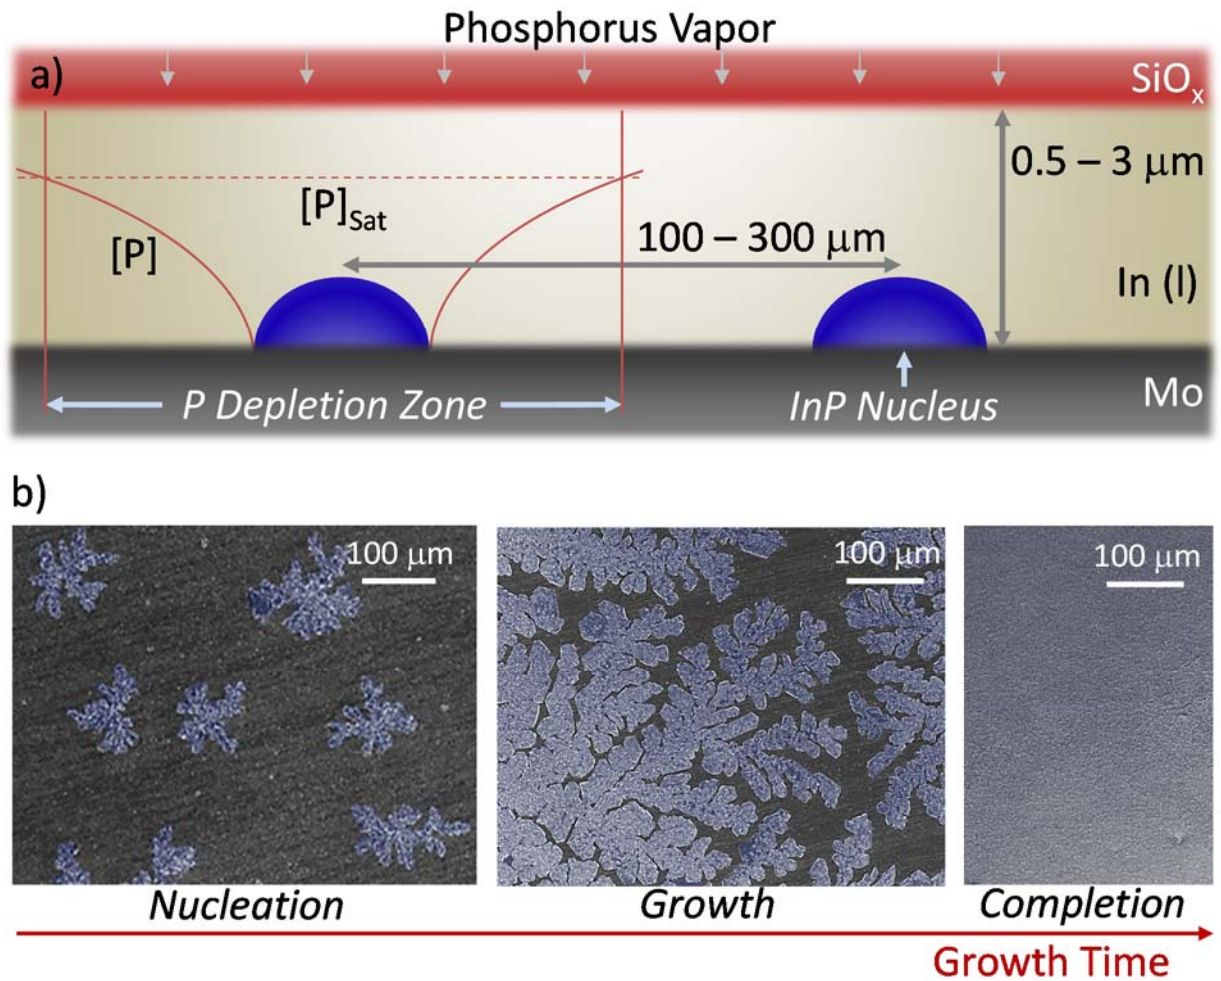 Phosphorus Vapor
a)
SiOx
0.5 – 3 μm
[P]Sat
100 – 300 μm
[P]
In (l)
P Depletion Zone
InP Nucleus
Mo
b)
100 μm
100 μm
100 μm
Nucleation
Growth
Completion
Growth Time